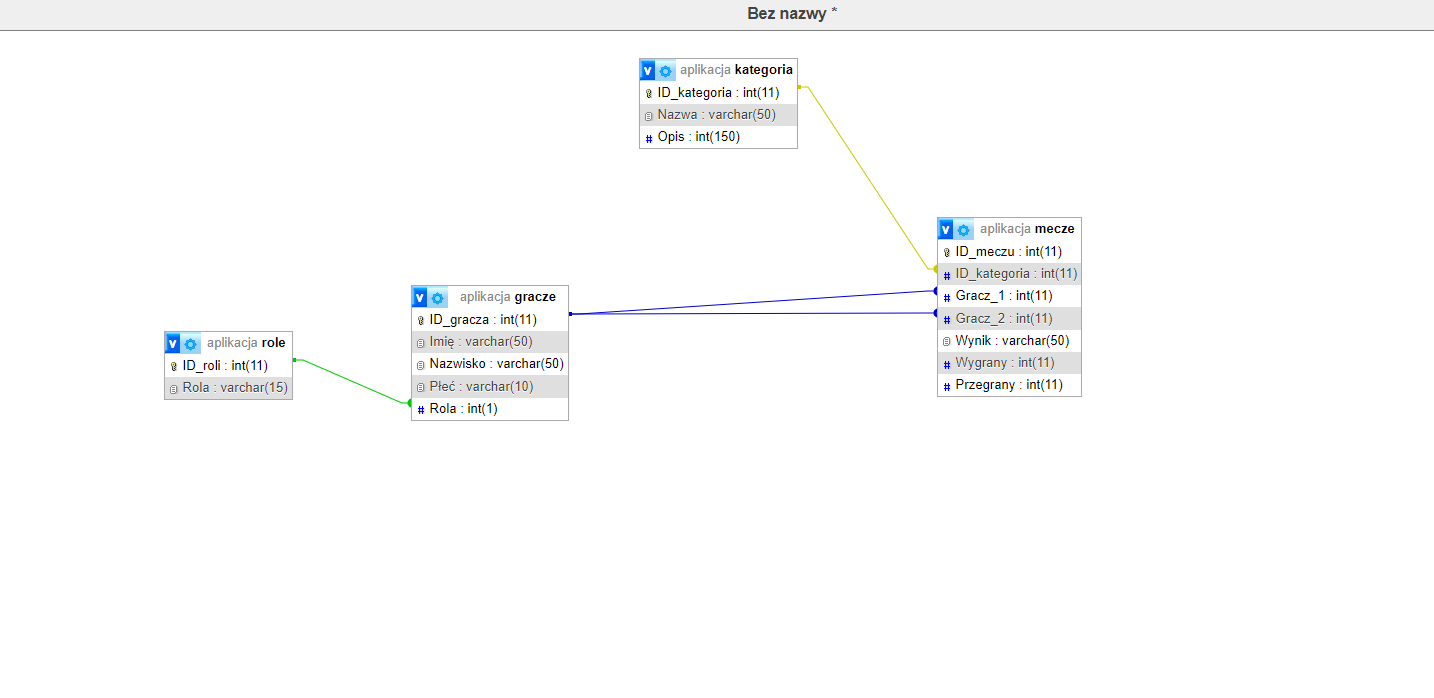 Bez nazwy *
v aplikacja kategoria
ID_kategoria : int(11)
Nazwa : varchar(50)
# Opis : int(150)
v aplikacja mecze
ID_meczu : int(11)
# ID_kategoria : int(11)
# Gracz_1 : int(11)
# Gracz_2 : int(11)
Wynik : varchar(50)
# Wygrany : int(11)
# Przegrany : int(11)
v aplikacja gracze
ID_gracza : int(11)
Imię : varchar(50)
Nazwisko : varchar(50)
Płeć : varchar(10)
# Rola : int(1)
v aplikacja role
ID_roli : int(11)
Rola : varchar(15)